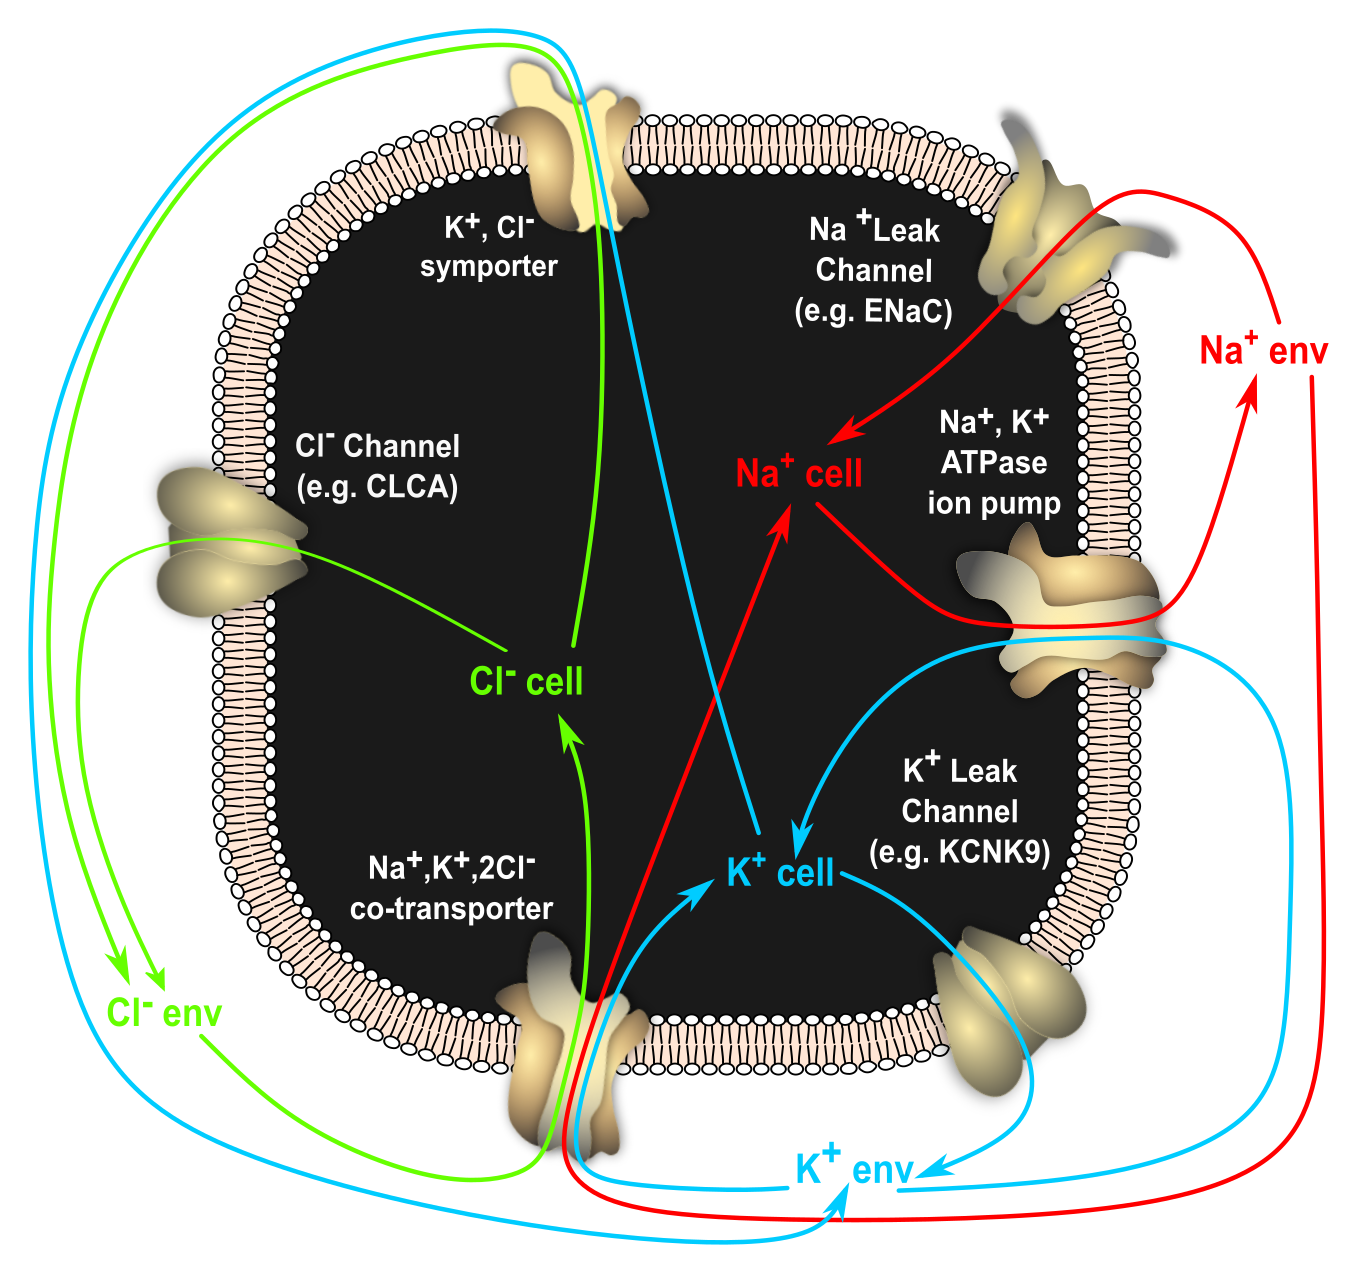 K⁺, Cl⁻
symporter
Na ⁺Leak
Channel
(e.g. ENaC)
Na⁺ env
Cl⁻ Channel
(e.g. CLCA)
Na⁺ cell
Na⁺, K⁺
ATPase
ion pump
Cl⁻ cell
K⁺ Leak
Channel
(e.g. KCNK9)
Na⁺,K⁺,2Cl⁻
co-transporter
K⁺ cell
Cl⁻ env
K⁺ env